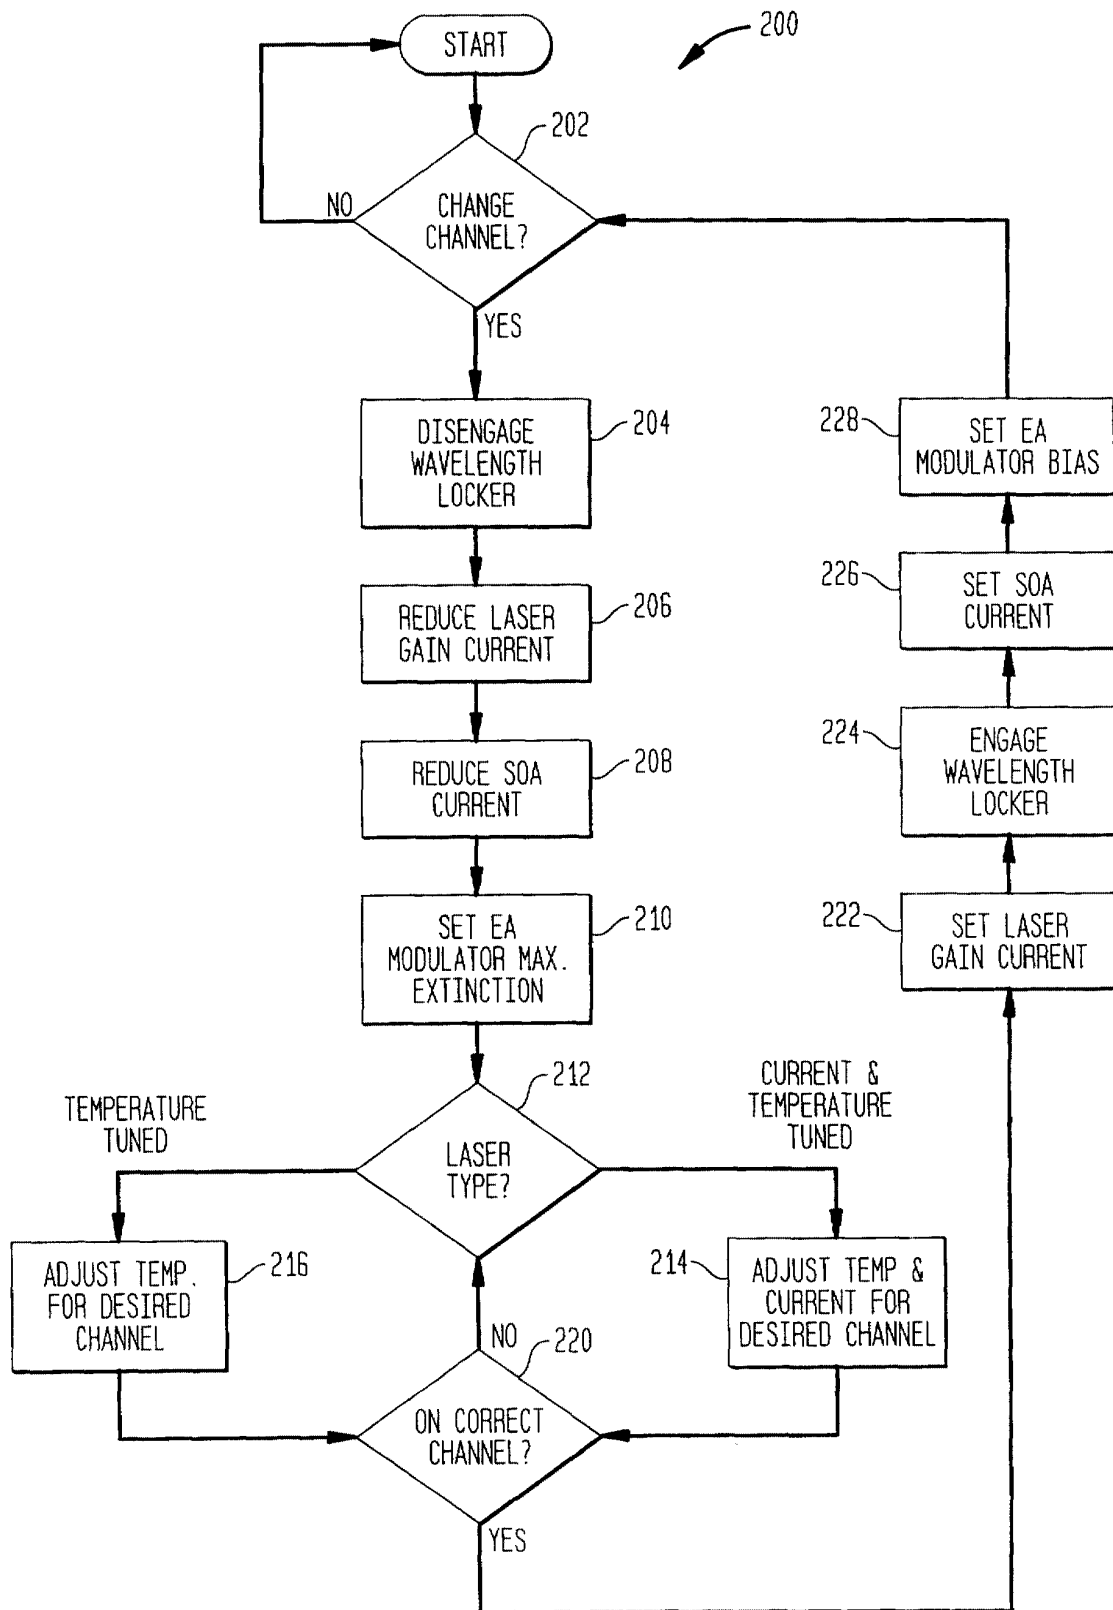 START
200
202
CHANGE
CHANNEL?
NO
YES
DISENGAGE
WAVELENGTH
LOCKER
204
REDUCE LASER
GAIN CURRENT
206
REDUCE SOA
CURRENT
208
SET EA
MODULATOR MAX.
EXTINCTION
210
LASER
TYPE?
212
TEMPERATURE
TUNED
CURRENT &
TEMPERATURE
TUNED
ADJUST TEMP.
FOR DESIRED
CHANNEL
216
214
ADJUST TEMP &
CURRENT FOR
DESIRED CHANNEL
NO
220
ON CORRECT
CHANNEL?
YES
222
SET LASER
GAIN CURRENT
224
ENGAGE
WAVELENGTH
LOCKER
226
SET SOA
CURRENT
228
SET EA
MODULATOR BIAS